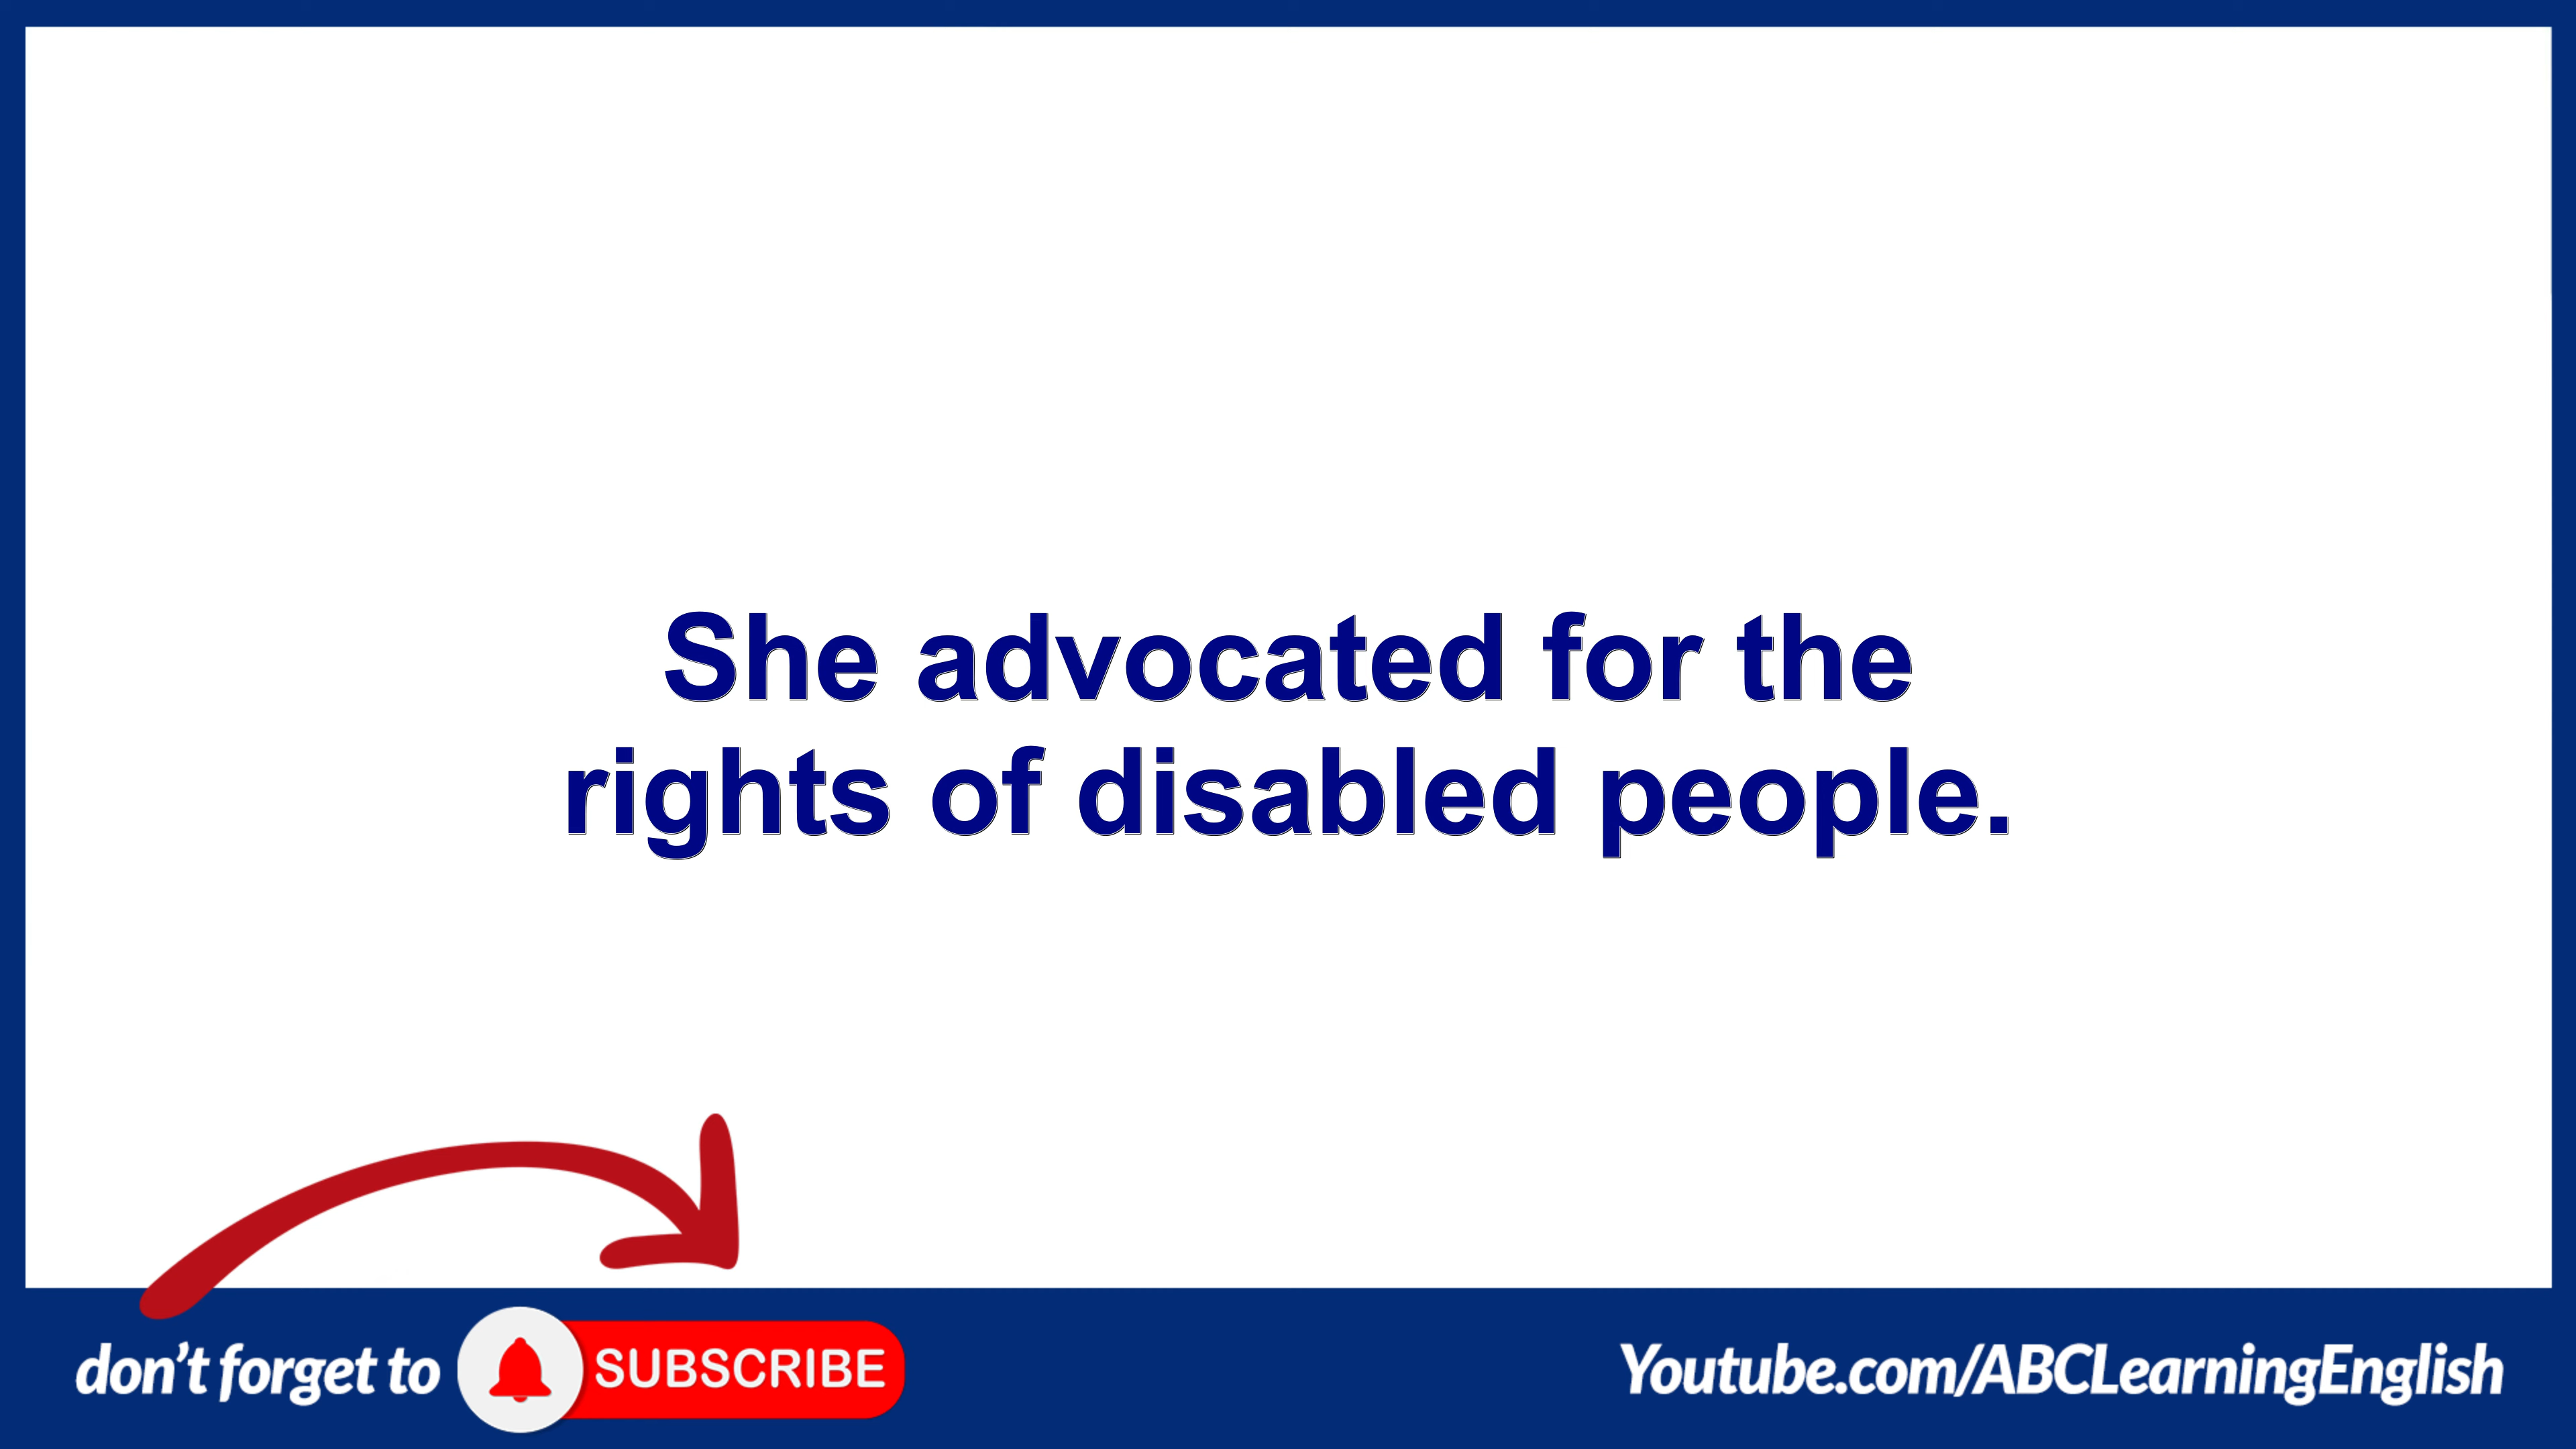 She advocated for the
rights of disabled people.
don't forget to SUBSCRIBE
Youtube.com/ABCLearningEnglish